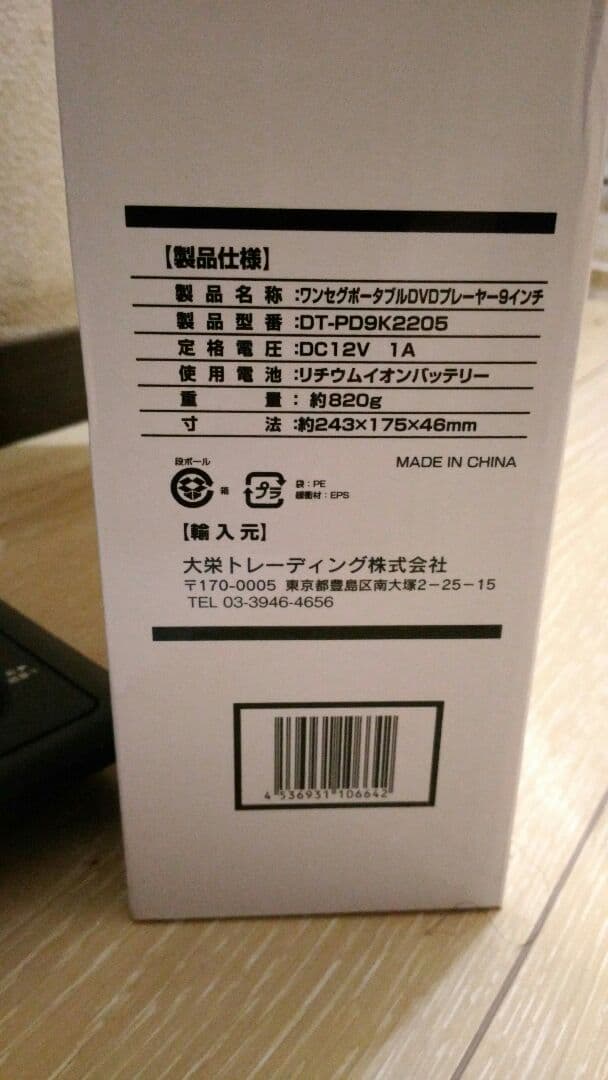 【製品仕様】
製品名称:ワンセグポータブルDVDプレーヤー9インチ
製品型番:DT-PD9K2205
定格電圧:DC12V 1A
使用電池:リチウムイオンバッテリー
重量:約820g
寸法:約243×175×46mm
MADE IN CHINA
段ボール
箱
プラ
袋:PE
緩衝材:EPS
【輸入元】
大栄トレーディング株式会社
〒170-0005 東京都豊島区南大塚2-25-15
TEL 03-3946-4656
4 536931 106642